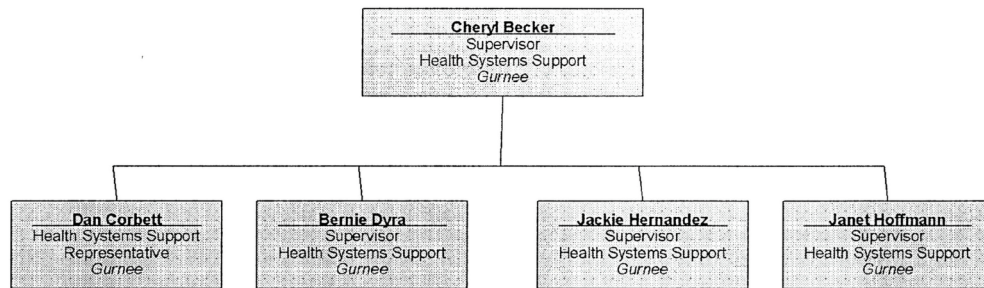 Cheryl Becker
Supervisor
Health Systems Support
Gurnee
Dan Corbett
Health Systems Support
Representative
Gurnee
Bernie Dyra
Supervisor
Health Systems Support
Gurnee
Jackie Hernandez
Supervisor
Health Systems Support
Gurnee
Janet Hoffmann
Supervisor
Health Systems Support
Gurnee